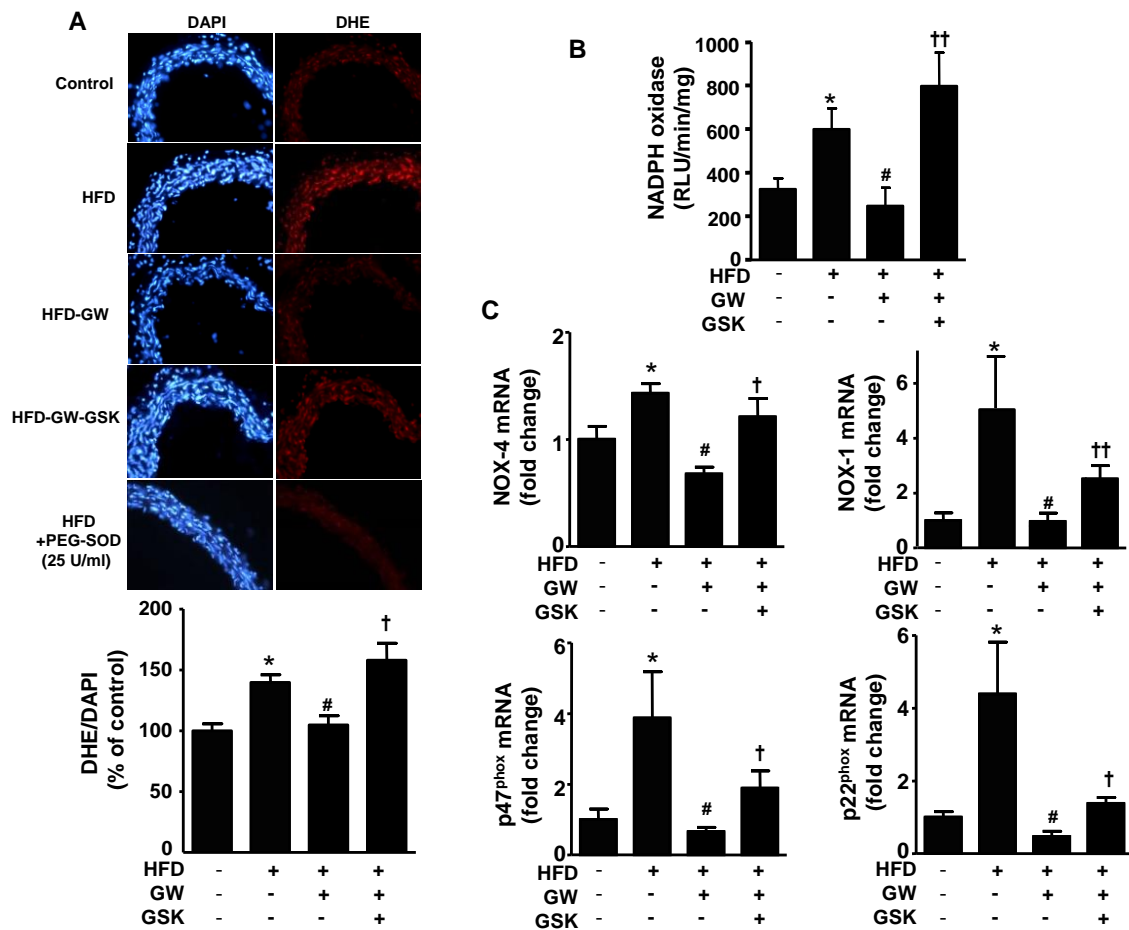 A
DAPI DHE
Control
HFD
HFD-GW
HFD-GW-GSK
HFD
+PEG-SOD
(25 U/ml)
DHE/DAPI
(% of control)
200
150
100
50
0
* # †
HFD - + + +
GW - - + +
GSK - - - +
B
NADPH oxidase
(RLU/min/mg)
1000
800
600
400
200
0
* # ††
HFD - + + +
GW - - + +
GSK - - - +
C
NOX-4 mRNA
(fold change)
2
1
0
* # †
HFD - + + +
GW - - + +
GSK - - - +
NOX-1 mRNA
(fold change)
6
4
2
0
* # ††
HFD - + + +
GW - - + +
GSK - - - +
p47phox mRNA
(fold change)
6
4
2
0
* # †
HFD - + + +
GW - - + +
GSK - - - +
p22phox mRNA
(fold change)
6
4
2
0
* # †
HFD - + + +
GW - - + +
GSK - - - +